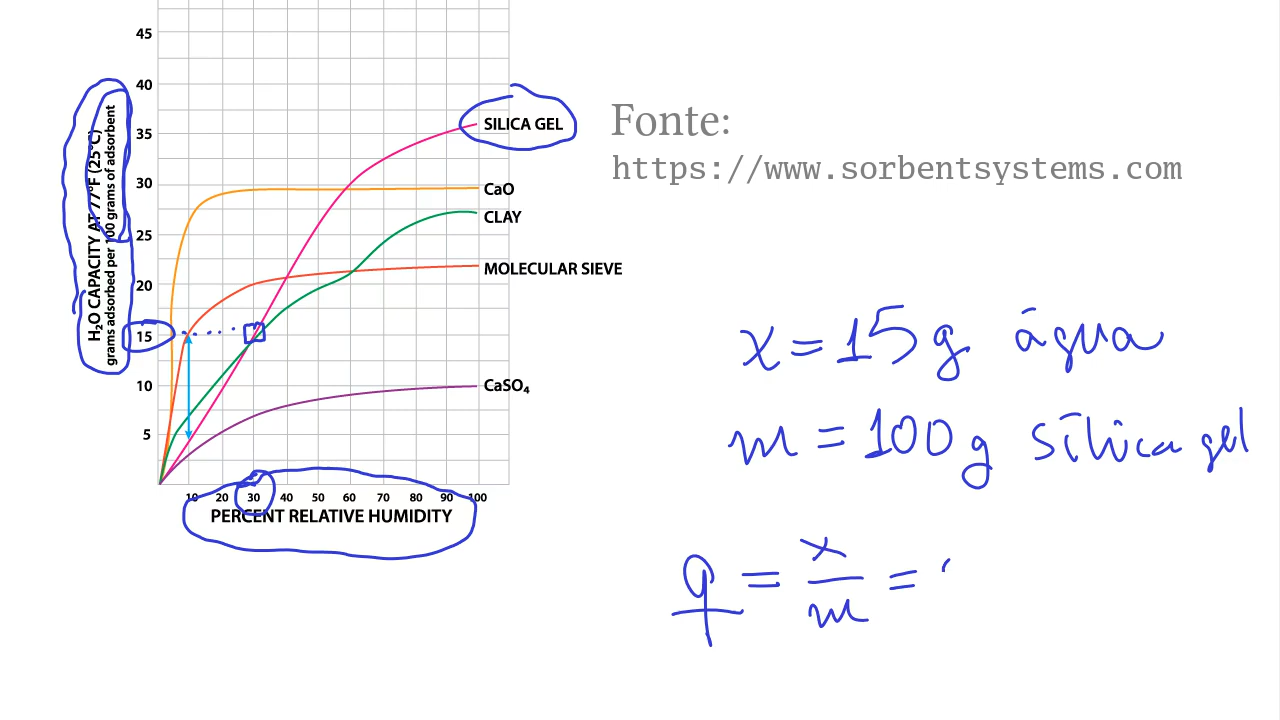 45
40
35
30
25
20
15
10
5
H₂O CAPACITY AT 77°F (25°C)
grams adsorbed per 100 grams of adsorbent
SILICA GEL
CaO
CLAY
MOLECULAR SIEVE
CaSO₄
10 20 30 40 50 60 70 80 90 100
PERCENT RELATIVE HUMIDITY
Fonte:
https://www.sorbentsystems.com
x = 15 g água
m = 100 g sílica gel
q = x/m =